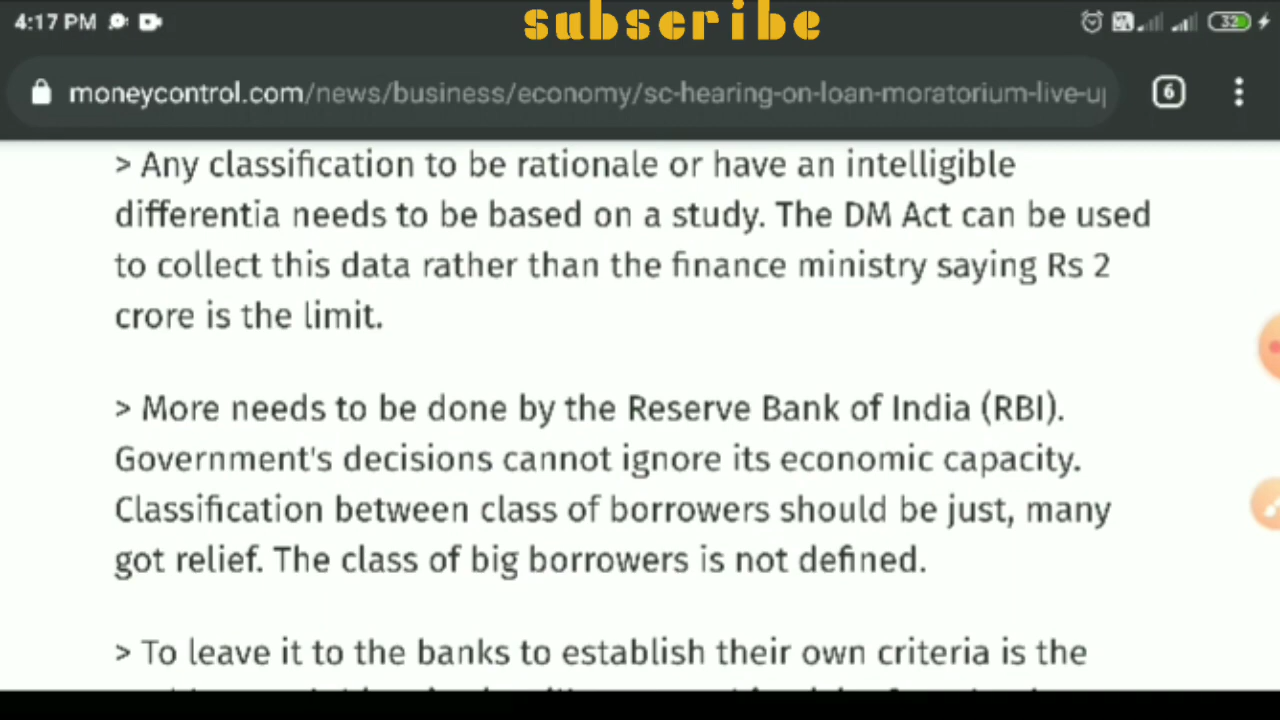 4:17 PM
subscribe
32
moneycontrol.com/news/business/economy/sc-hearing-on-loan-moratorium-live-u
6
> Any classification to be rationale or have an intelligible
differentia needs to be based on a study. The DM Act can be used
to collect this data rather than the finance ministry saying Rs 2
crore is the limit.
> More needs to be done by the Reserve Bank of India (RBI).
Government's decisions cannot ignore its economic capacity.
Classification between class of borrowers should be just, many
got relief. The class of big borrowers is not defined.
> To leave it to the banks to establish their own criteria is the